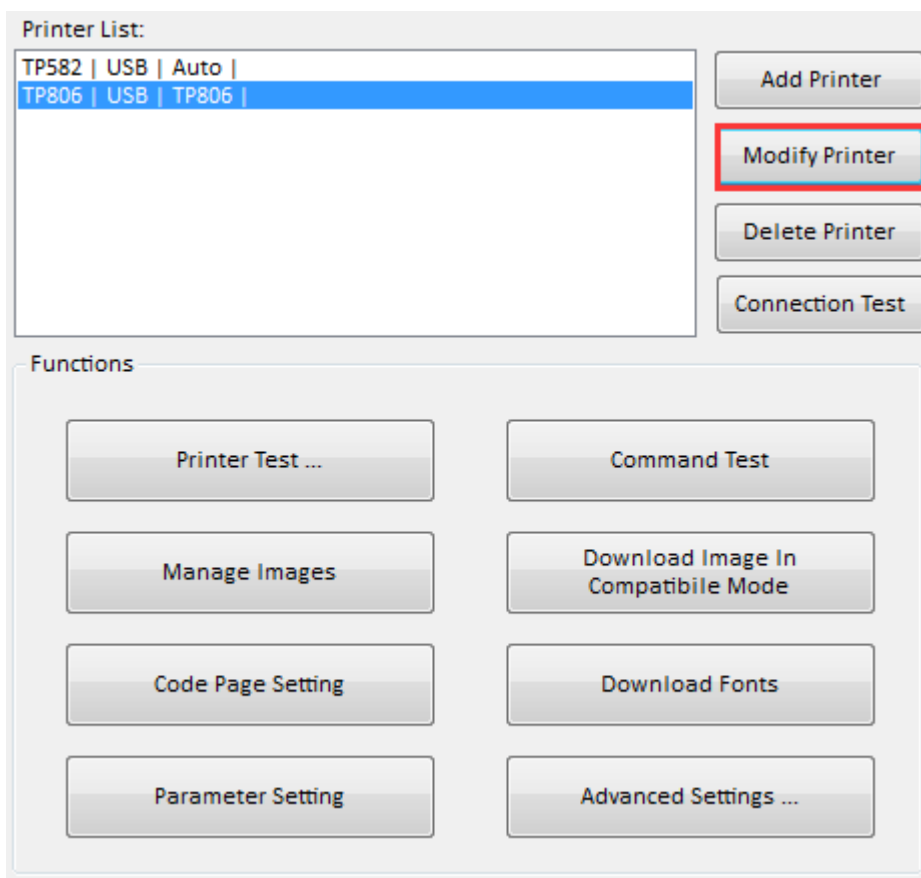 Printer List:
TP582 | USB | Auto |
TP806 | USB | TP806 |
Add Printer
Modify Printer
Delete Printer
Connection Test
Functions
Printer Test ...
Command Test
Manage Images
Download Image In
Compatibile Mode
Code Page Setting
Download Fonts
Parameter Setting
Advanced Settings ...